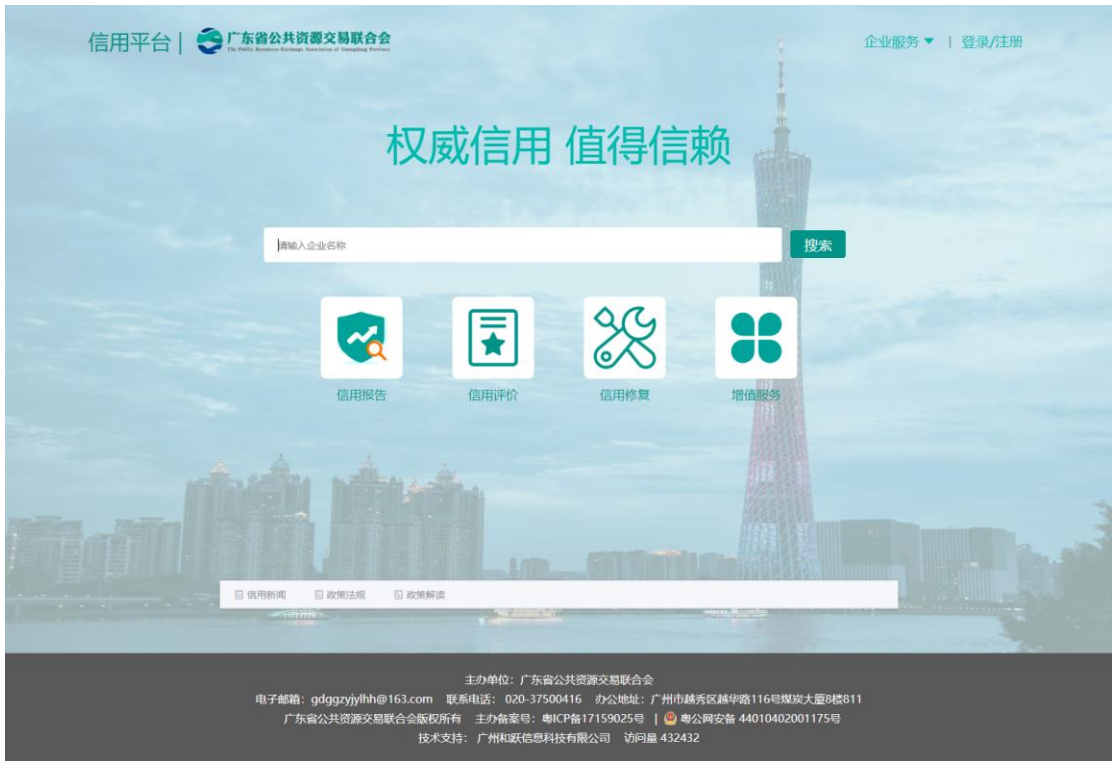 信用平台 | 广东省公共资源交易联合会
The Public Resource Exchange Association of Guangdong Province
企业服务 ▼ | 登录/注册
权威信用 值得信赖
请输入企业名称 搜索
信用报告 信用评价 信用修复 增值服务
信用新闻 政策法规 政策解读
主办单位：广东省公共资源交易联合会
电子邮箱：gdggzyjylhh@163.com 联系电话： 020-37500416 办公地址：广州市越秀区越华路116号煤炭大厦8楼811
广东省公共资源交易联合会版权所有 主办备案号：粤ICP备17159025号 | 粤公网安备 44010402001175号
技术支持： 广州和跃信息科技有限公司 访问量 432432